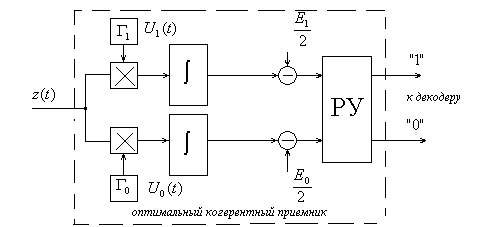 Г₁ U₁(t) E₁/2
"1"
∫
z(t) РУ к декодеру
∫
"0"
Г₀ U₀(t) E₀/2
оптимальный когерентный приемник